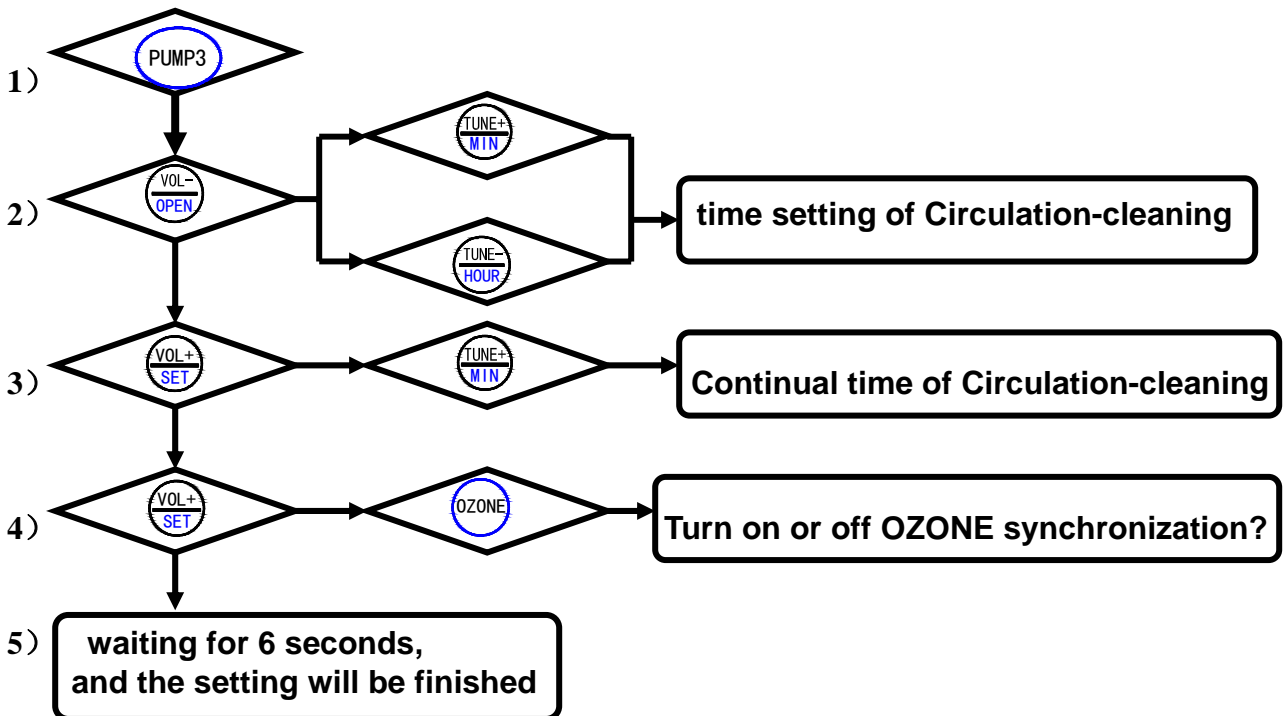 1）
PUMP3
2）
VOL-
OPEN
TUNE+
MIN
TUNE-
HOUR
time setting of Circulation-cleaning
3）
VOL+
SET
TUNE+
MIN
Continual time of Circulation-cleaning
4）
VOL+
SET
OZONE
Turn on or off OZONE synchronization?
5）
waiting for 6 seconds,
and the setting will be finished